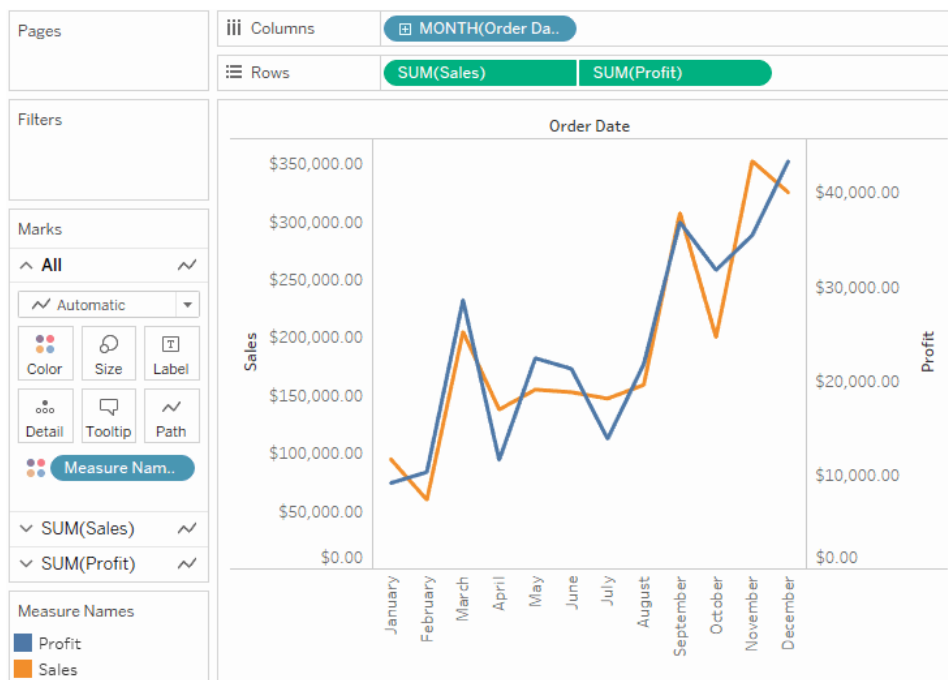 Pages
Columns
MONTH(Order Da..
Rows
SUM(Sales)
SUM(Profit)
Filters
Marks
All
Automatic
Color
Size
Label
Detail
Tooltip
Path
Measure Nam..
SUM(Sales)
SUM(Profit)
Measure Names
Profit
Sales
Order Date
Sales
$350,000.00
$300,000.00
$250,000.00
$200,000.00
$150,000.00
$100,000.00
$50,000.00
$0.00
$40,000.00
$30,000.00
$20,000.00
$10,000.00
$0.00
Profit
January
February
March
April
May
June
July
August
September
October
November
December